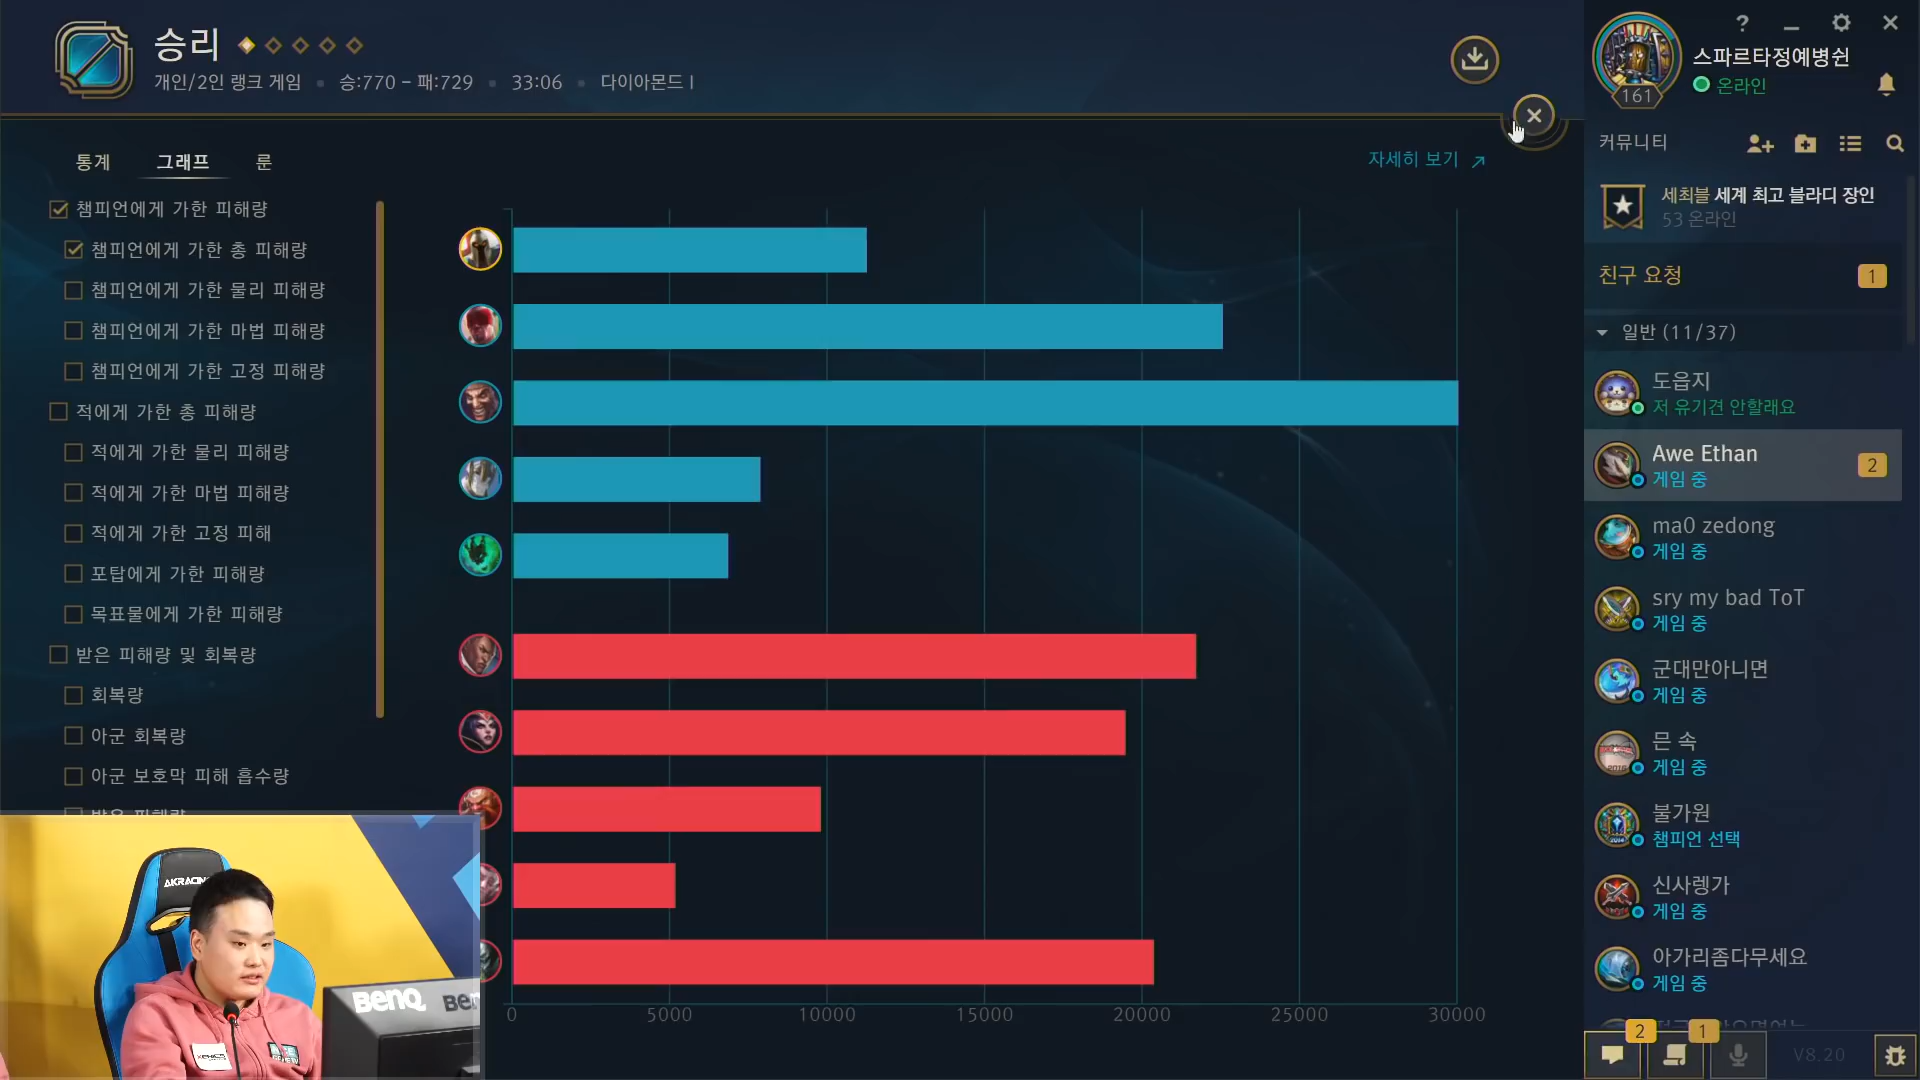 승리
개인/2인 랭크 게임 • 승:770 – 패:729 • 33:06 • 다이아몬드 I
통계 그래프 룬
자세히 보기
챔피언에게 가한 피해량
챔피언에게 가한 총 피해량
챔피언에게 가한 물리 피해량
챔피언에게 가한 마법 피해량
챔피언에게 가한 고정 피해량
적에게 가한 총 피해량
적에게 가한 물리 피해량
적에게 가한 마법 피해량
적에게 가한 고정 피해
포탑에게 가한 피해량
목표물에게 가한 피해량
받은 피해량 및 회복량
회복량
아군 회복량
아군 보호막 피해 흡수량
받은 피해량
0 5000 10000 15000 20000 25000 30000
AKRACING
BenQ Ben
XENICS
?
스파르타정예병쉰
온라인
161
커뮤니티
세최블 세계 최고 블라디 장인
53 온라인
친구 요청 1
일반 (11/37)
도읍지
저 유기견 안할래요
Awe Ethan
게임 중
2
ma0 zedong
게임 중
sry my bad ToT
게임 중
군대만아니면
게임 중
믄 속
게임 중
불가원
챔피언 선택
신사렝가
게임 중
아가리좀다무세요
게임 중
2 1
V8.20